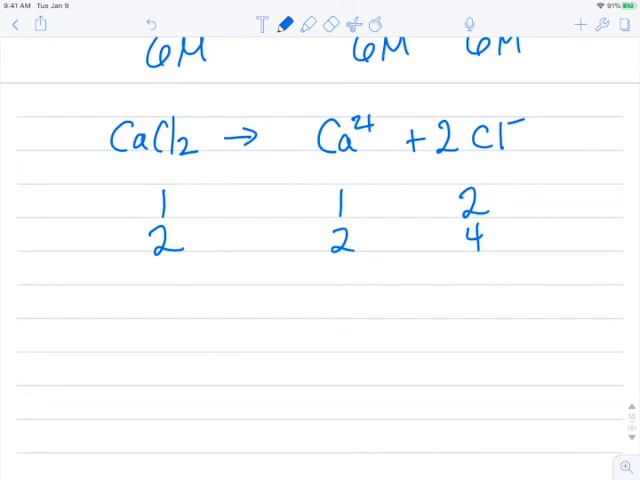 9:41 AM Tue Jan 9
91%
T
6M 6M 6M
CaCl₂ → Ca²⁺ + 2 Cl⁻
1 1 2
2 2 4